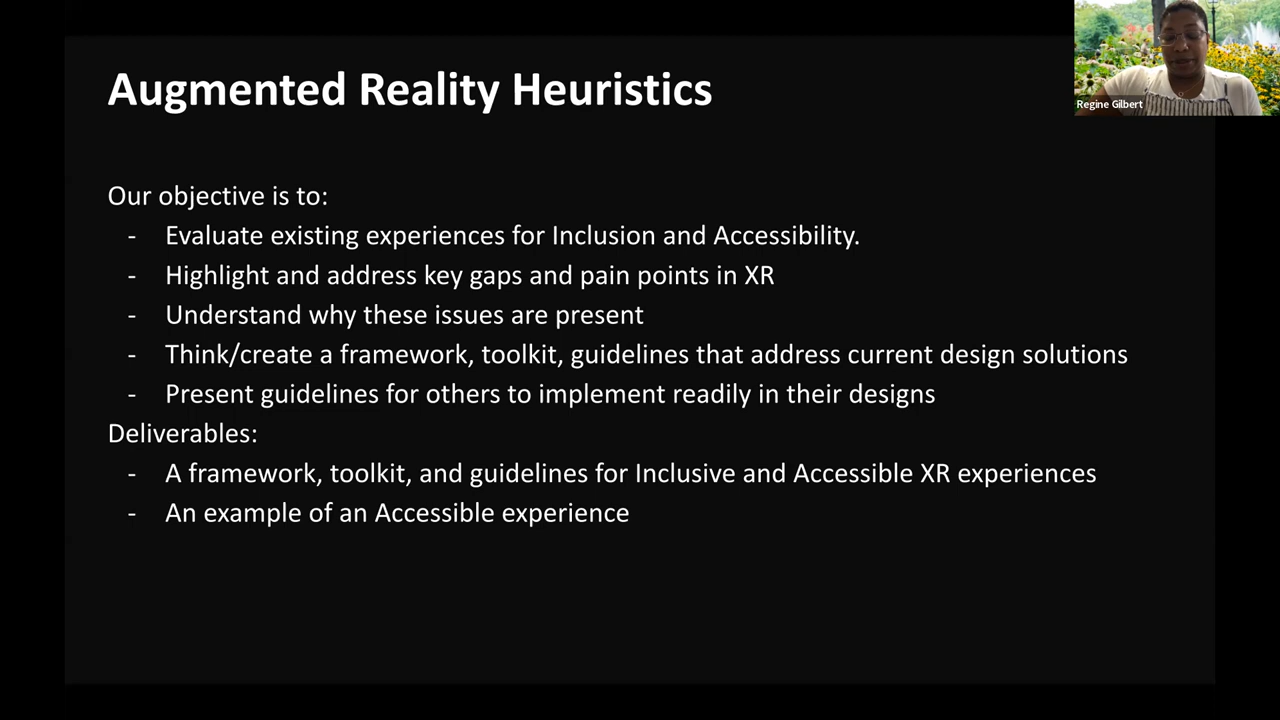 Augmented Reality Heuristics
Regine Gilbert
Our objective is to:
- Evaluate existing experiences for Inclusion and Accessibility.
- Highlight and address key gaps and pain points in XR
- Understand why these issues are present
- Think/create a framework, toolkit, guidelines that address current design solutions
- Present guidelines for others to implement readily in their designs
Deliverables:
- A framework, toolkit, and guidelines for Inclusive and Accessible XR experiences
- An example of an Accessible experience